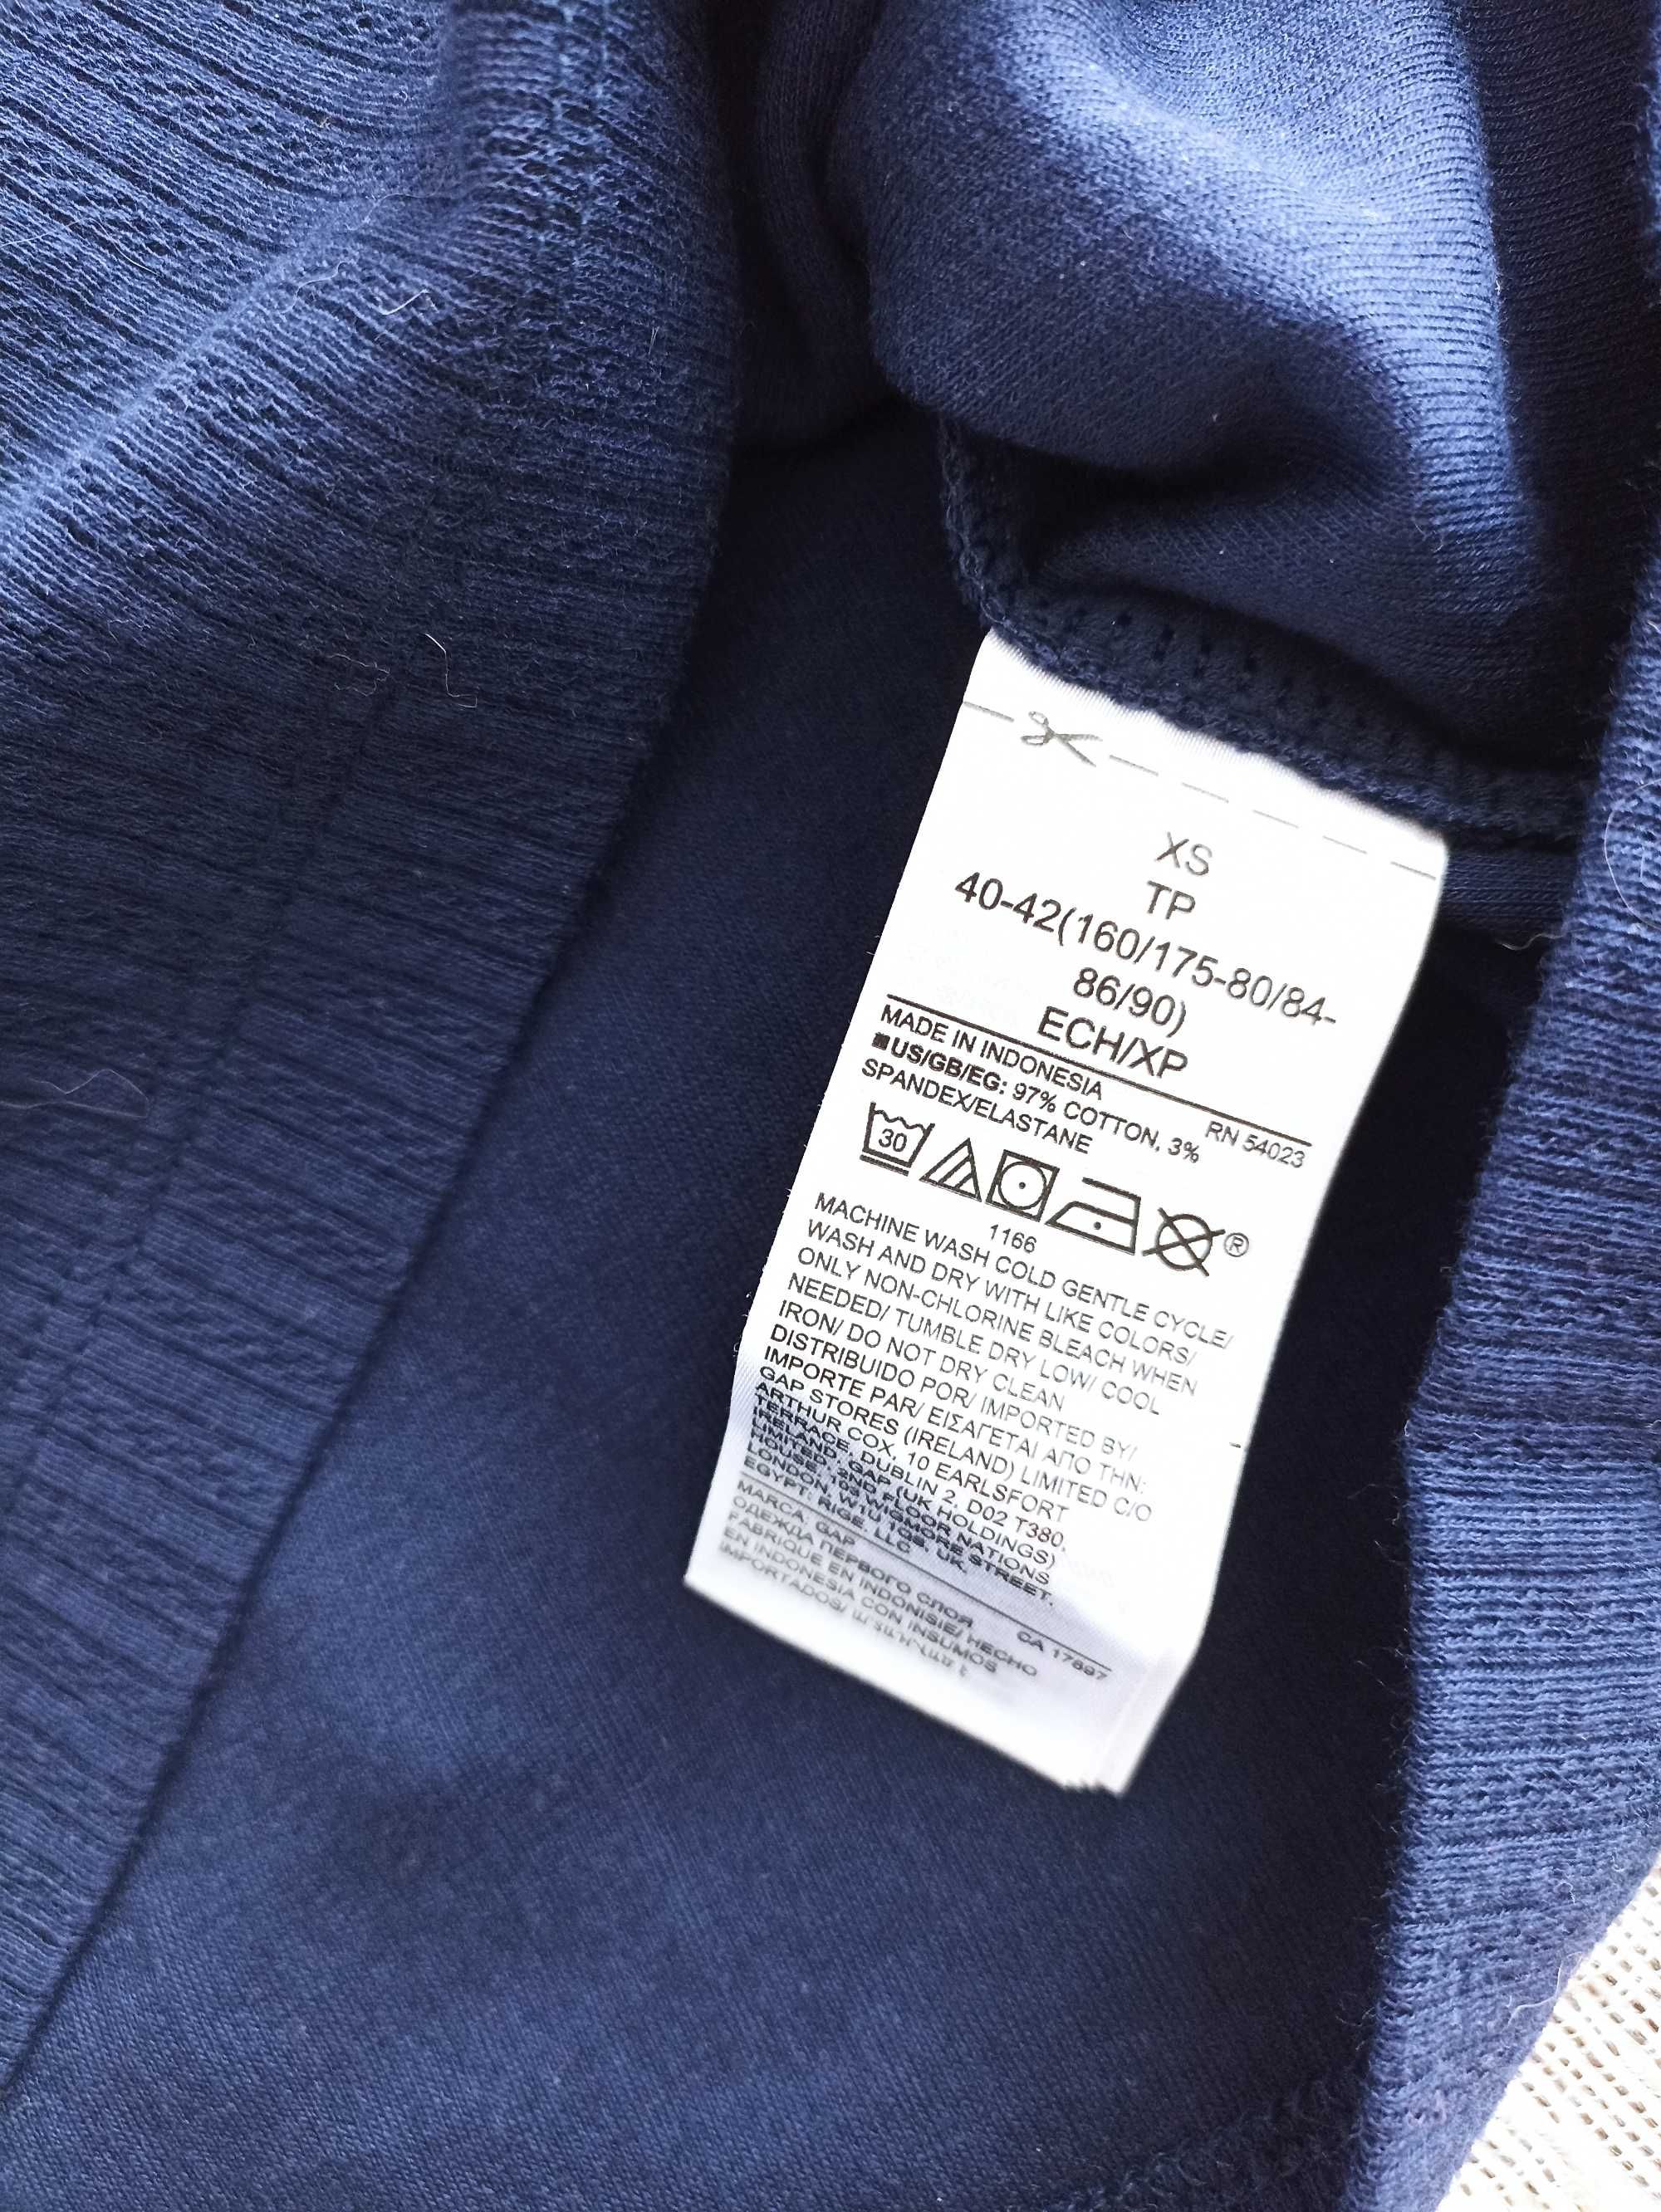 XS
TP
40-42(160/175-80/84-
86/90)
ECH/XP
MADE IN INDONESIA
RN 54023
US/GB/EG: 97% COTTON, 3%
SPANDEX/ELASTANE
30
®
1166
MACHINE WASH COLD GENTLE CYCLE/
WASH AND DRY WITH LIKE COLORS/
ONLY NON-CHLORINE BLEACH WHEN
NEEDED/ TUMBLE DRY LOW/ COOL
IRON/ DO NOT DRY CLEAN
DISTRIBUIDO POR/ IMPORTED BY/
IMPORTE PAR/ ΕΙΣΑΓΕΤΑΙ ΑΠΟ ΤΗΝ:
GAP STORES (IRELAND) LIMITED C/O
ARTHUR COX, 10 EARLSFORT
TERRACE, DUBLIN 2, D02 T380,
IRELAND, GAP (UK HOLDINGS)
LIMITED, 2ND FLOOR NATIONS
HOUSE, 103 WIGMORE STREET,
LONDON, W1U 1QS, UK,
EGYPT: RIGE, LLC
MARCA, GAP
CA 17897
ОДЕЖДА ПЕРВОГО СЛОЯ
FABRIQUE EN INDONÉSIE/ HECHO
EN INDONESIA CON INSUMOS
IMPORTADOS/